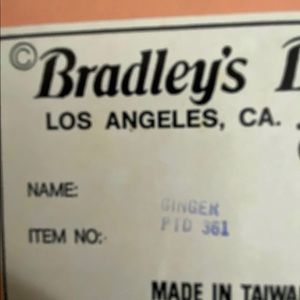 © Bradley's
LOS ANGELES, CA.
NAME: GINGER
ITEM NO: PTD 361
MADE IN TAIWA